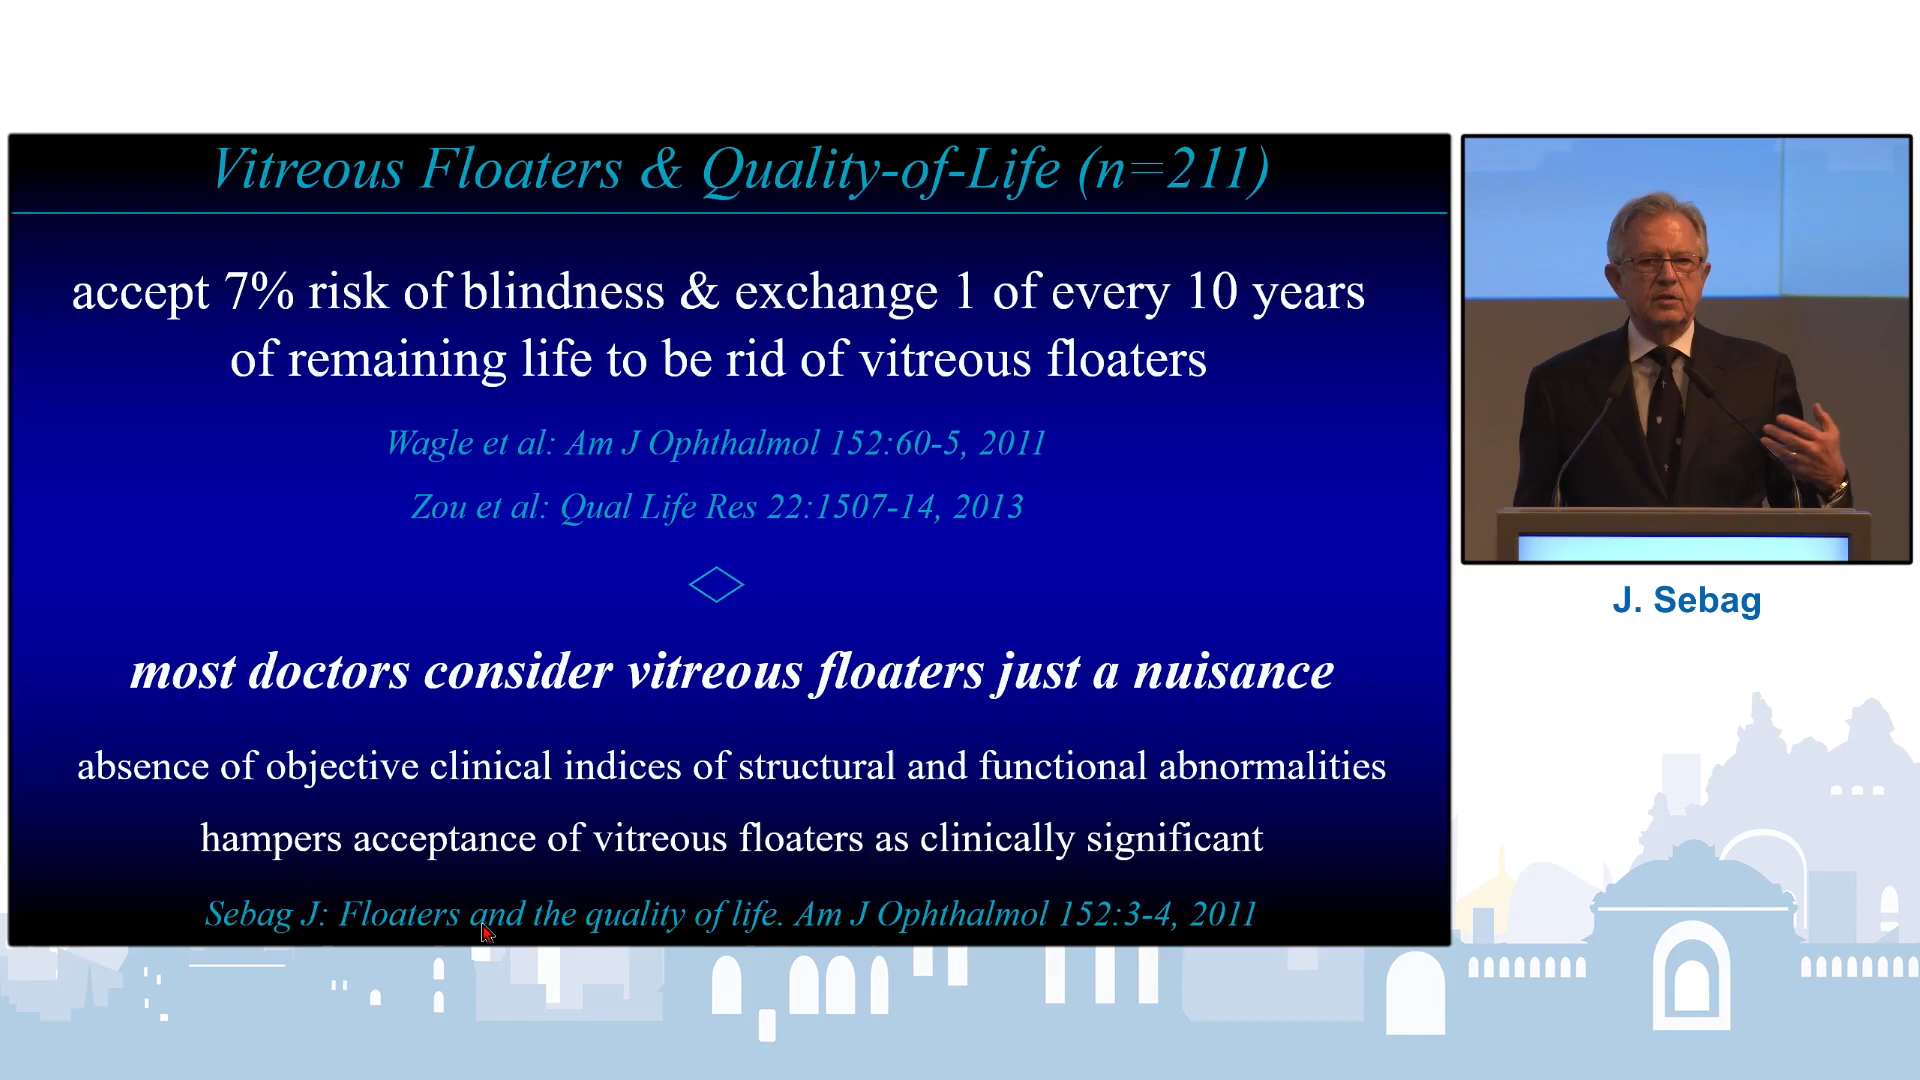 Vitreous Floaters & Quality-of-Life (n=211)
accept 7% risk of blindness & exchange 1 of every 10 years
of remaining life to be rid of vitreous floaters
Wagle et al: Am J Ophthalmol 152:60-5, 2011
Zou et al: Qual Life Res 22:1507-14, 2013
most doctors consider vitreous floaters just a nuisance
absence of objective clinical indices of structural and functional abnormalities
hampers acceptance of vitreous floaters as clinically significant
Sebag J: Floaters and the quality of life. Am J Ophthalmol 152:3-4, 2011
J. Sebag